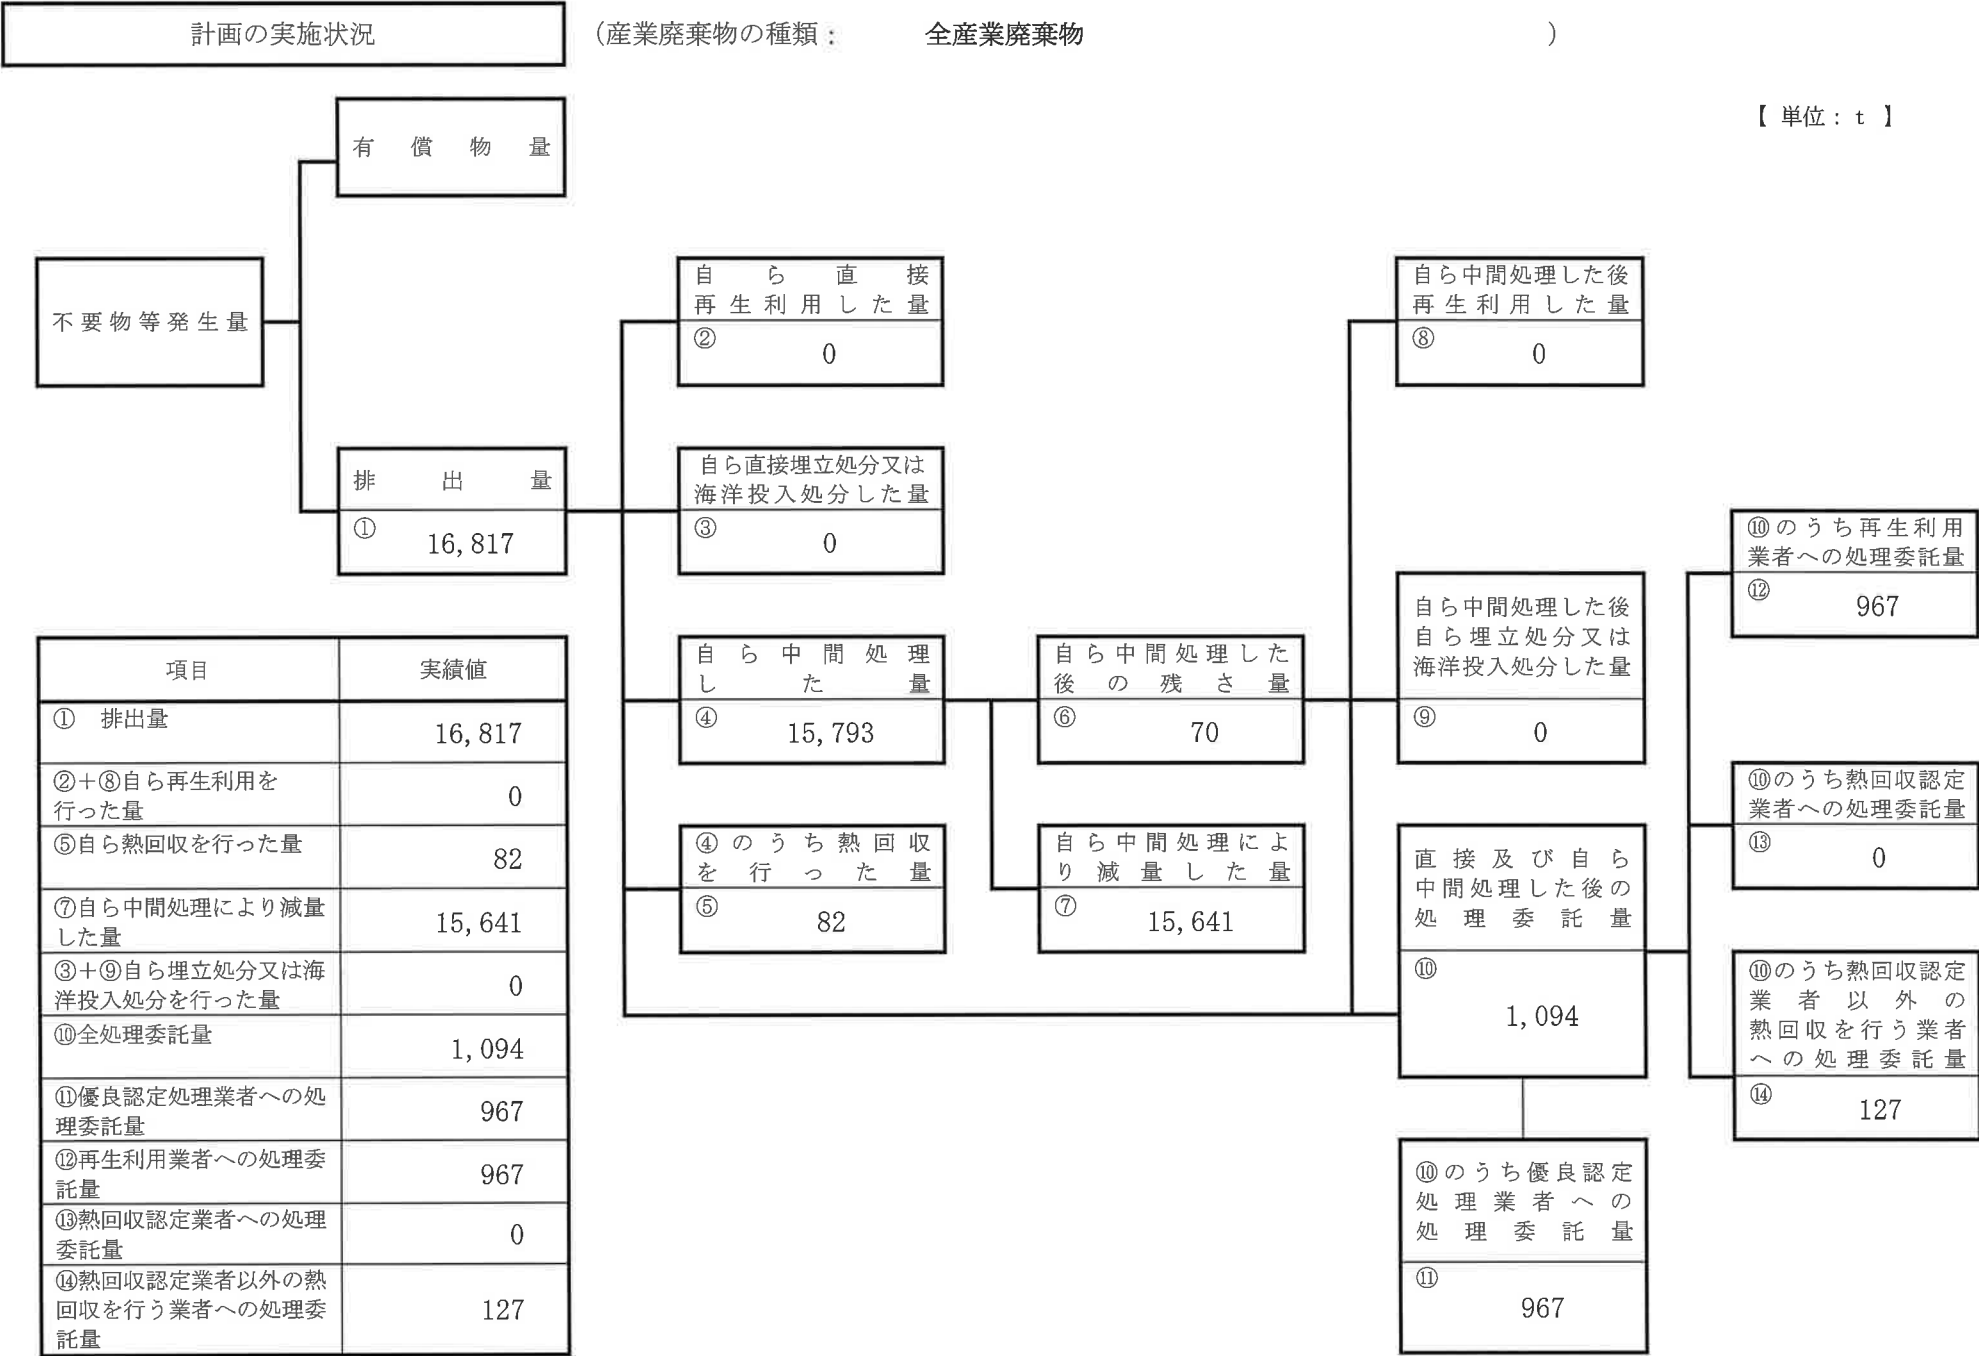 計画の実施状況
（産業廃棄物の種類： 全産業廃棄物 ）
【 単位：ｔ 】
有償物量
不要物等発生量
排出量
① 16,817
自ら直接
再生利用した量
② 0
自ら直接埋立処分又は
海洋投入処分した量
③ 0
自ら中間処理
した量
④ 15,793
④のうち熱回収
を行った量
⑤ 82
自ら中間処理した
後の残さ量
⑥ 70
自ら中間処理によ
り減量した量
⑦ 15,641
自ら中間処理した後
再生利用した量
⑧ 0
自ら中間処理した後
自ら埋立処分又は
海洋投入処分した量
⑨ 0
直接及び自ら
中間処理した後の
処理委託量
⑩
1,094
⑩のうち優良認定
処理業者への
処理委託量
⑪
967
⑩のうち再生利用
業者への処理委託量
⑫ 967
⑩のうち熱回収認定
業者への処理委託量
⑬ 0
⑩のうち熱回収認定
業者以外の
熱回収を行う業者
への処理委託量
⑭ 127
項目 実績値
① 排出量 16,817
②＋⑧自ら再生利用を
行った量 0
⑤自ら熱回収を行った量 82
⑦自ら中間処理により減量
した量 15,641
③＋⑨自ら埋立処分又は海
洋投入処分を行った量 0
⑩全処理委託量 1,094
⑪優良認定処理業者への処
理委託量 967
⑫再生利用業者への処理委
託量 967
⑬熱回収認定業者への処理
委託量 0
⑭熱回収認定業者以外の熱
回収を行う業者への処理委
託量 127